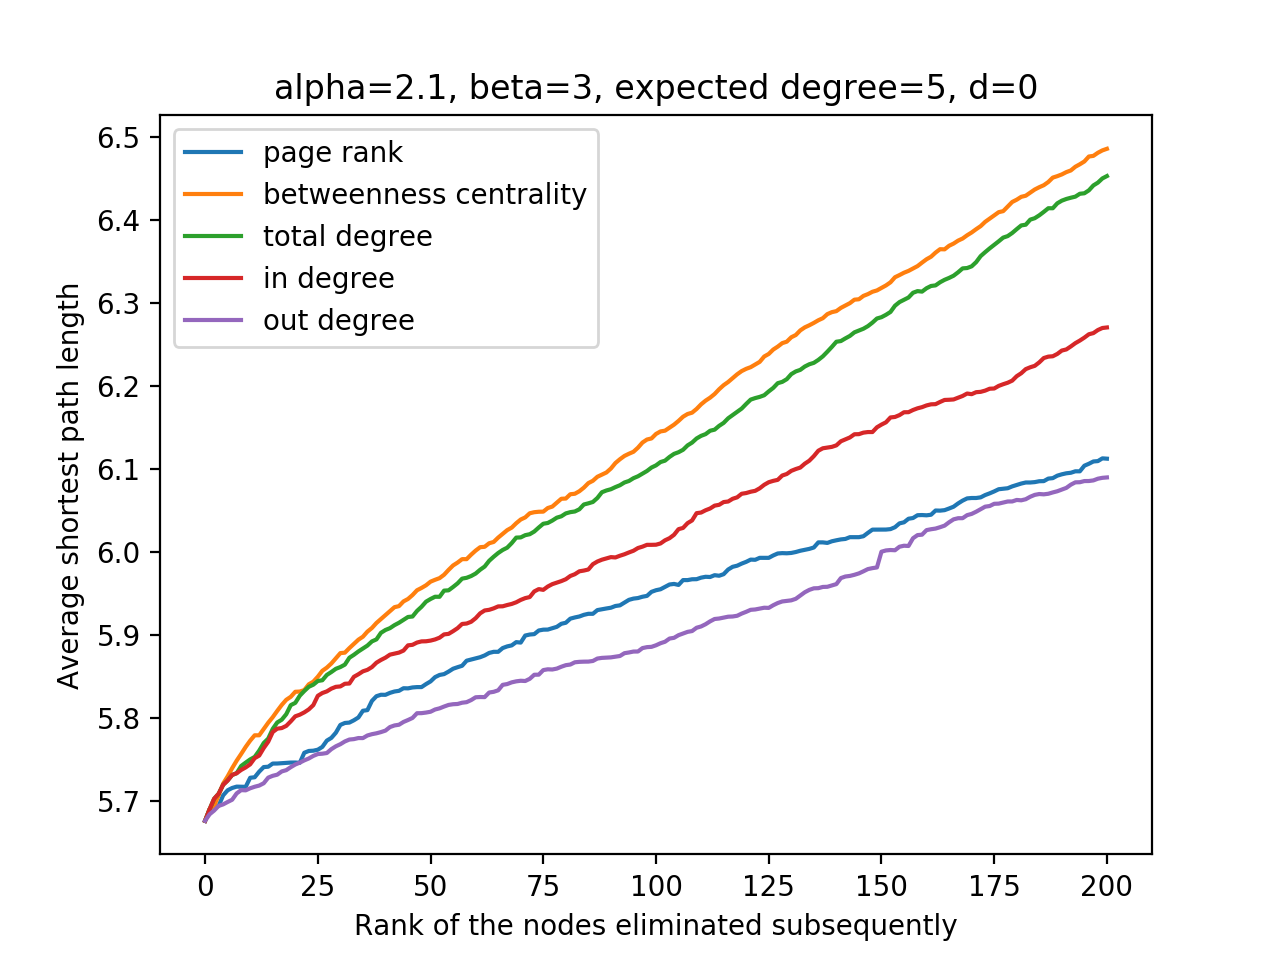 alpha=2.1, beta=3, expected degree=5, d=0
page rank
betweenness centrality
total degree
in degree
out degree
6.5
6.4
6.3
6.2
6.1
6.0
5.9
5.8
5.7
Average shortest path length
0 25 50 75 100 125 150 175 200
Rank of the nodes eliminated subsequently